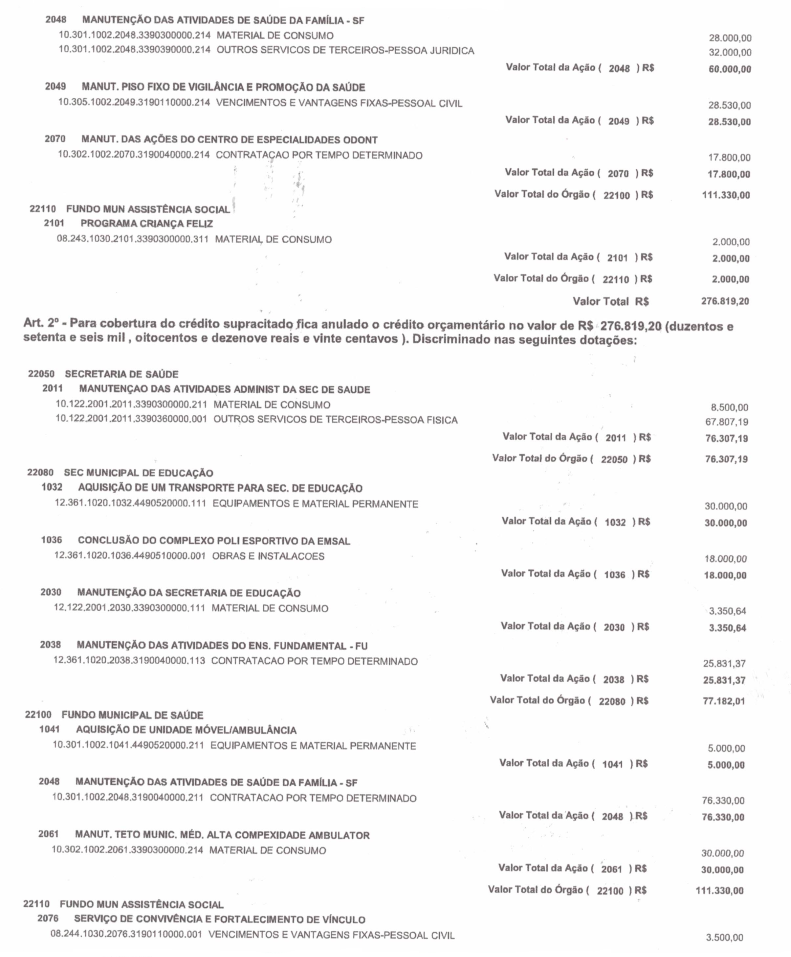 2048 MANUTENÇÃO DAS ATIVIDADES DE SAÚDE DA FAMÍLIA - SF
10.301.1002.2048.3390300000.214 MATERIAL DE CONSUMO 28.000,00
10.301.1002.2048.3390390000.214 OUTROS SERVICOS DE TERCEIROS-PESSOA JURIDICA 32.000,00
Valor Total da Ação ( 2048 ) R$ 60.000,00
2049 MANUT. PISO FIXO DE VIGILÂNCIA E PROMOÇÃO DA SAÚDE
10.305.1002.2049.3190110000.214 VENCIMENTOS E VANTAGENS FIXAS-PESSOAL CIVIL 28.530,00
Valor Total da Ação ( 2049 ) R$ 28.530,00
2070 MANUT. DAS AÇÕES DO CENTRO DE ESPECIALIDADES ODONT
10.302.1002.2070.3190040000.214 CONTRATAÇAO POR TEMPO DETERMINADO 17.800,00
Valor Total da Ação ( 2070 ) R$ 17.800,00
Valor Total do Órgão ( 22100 ) R$ 111.330,00
22110 FUNDO MUN ASSISTÊNCIA SOCIAL
2101 PROGRAMA CRIANÇA FELIZ
08.243.1030.2101.3390300000.311 MATERIAL DE CONSUMO 2.000,00
Valor Total da Ação ( 2101 ) R$ 2.000,00
Valor Total do Órgão ( 22110 ) R$ 2.000,00
Valor Total R$ 276.819,20
Art. 2º - Para cobertura do crédito supracitado fica anulado o crédito orçamentário no valor de R$ 276.819,20 (duzentos e
setenta e seis mil , oitocentos e dezenove reais e vinte centavos ). Discriminado nas seguintes dotações:
22050 SECRETARIA DE SAÚDE
2011 MANUTENÇAO DAS ATIVIDADES ADMINIST DA SEC DE SAUDE
10.122.2001.2011.3390300000.211 MATERIAL DE CONSUMO 8.500,00
10.122.2001.2011.3390360000.001 OUTROS SERVICOS DE TERCEIROS-PESSOA FISICA 67.807,19
Valor Total da Ação ( 2011 ) R$ 76.307,19
Valor Total do Órgão ( 22050 ) R$ 76.307,19
22080 SEC MUNICIPAL DE EDUCAÇÃO
1032 AQUISIÇÃO DE UM TRANSPORTE PARA SEC. DE EDUCAÇÃO
12.361.1020.1032.4490520000.111 EQUIPAMENTOS E MATERIAL PERMANENTE 30.000,00
Valor Total da Ação ( 1032 ) R$ 30.000,00
1036 CONCLUSÃO DO COMPLEXO POLI ESPORTIVO DA EMSAL
12.361.1020.1036.4490510000.001 OBRAS E INSTALACOES 18.000,00
Valor Total da Ação ( 1036 ) R$ 18.000,00
2030 MANUTENÇÃO DA SECRETARIA DE EDUCAÇÃO
12.122.2001.2030.3390300000.111 MATERIAL DE CONSUMO 3.350,64
Valor Total da Ação ( 2030 ) R$ 3.350,64
2038 MANUTENÇÃO DAS ATIVIDADES DO ENS. FUNDAMENTAL - FU
12.361.1020.2038.3190040000.113 CONTRATACAO POR TEMPO DETERMINADO 25.831,37
Valor Total da Ação ( 2038 ) R$ 25.831,37
Valor Total do Órgão ( 22080 ) R$ 77.182,01
22100 FUNDO MUNICIPAL DE SAÚDE
1041 AQUISIÇÃO DE UNIDADE MÓVEL/AMBULÂNCIA
10.301.1002.1041.4490520000.211 EQUIPAMENTOS E MATERIAL PERMANENTE 5.000,00
Valor Total da Ação ( 1041 ) R$ 5.000,00
2048 MANUTENÇÃO DAS ATIVIDADES DE SAÚDE DA FAMÍLIA - SF
10.301.1002.2048.3190040000.211 CONTRATACAO POR TEMPO DETERMINADO 76.330,00
Valor Total da Ação ( 2048 ) R$ 76.330,00
2061 MANUT. TETO MUNIC. MÉD. ALTA COMPEXIDADE AMBULATOR
10.302.1002.2061.3390300000.214 MATERIAL DE CONSUMO 30.000,00
Valor Total da Ação ( 2061 ) R$ 30.000,00
Valor Total do Órgão ( 22100 ) R$ 111.330,00
22110 FUNDO MUN ASSISTÊNCIA SOCIAL
2076 SERVIÇO DE CONVIVÊNCIA E FORTALECIMENTO DE VÍNCULO
08.244.1030.2076.3190110000.001 VENCIMENTOS E VANTAGENS FIXAS-PESSOAL CIVIL 3.500,00